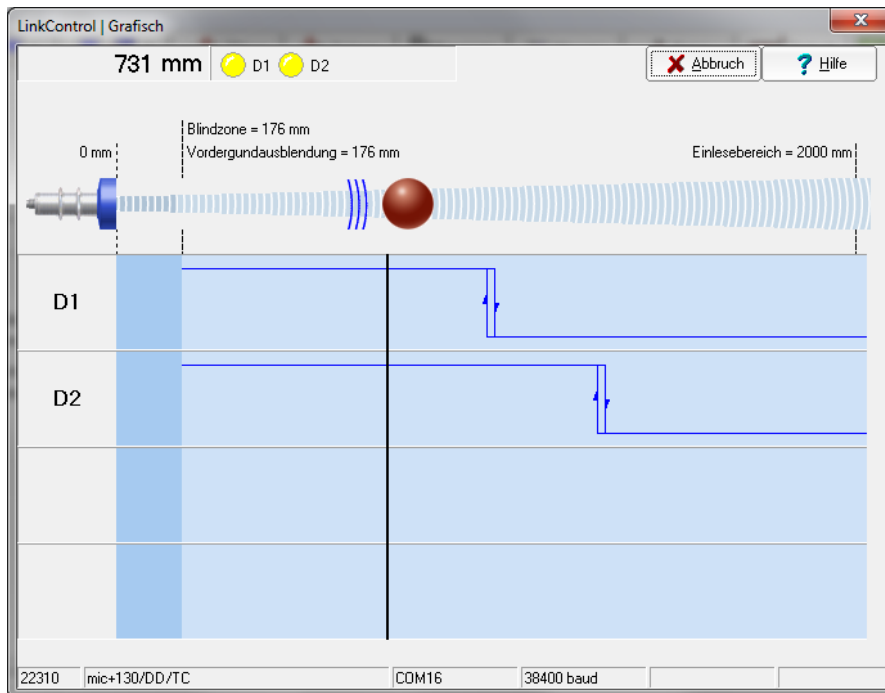 LinkControl | Grafisch
731 mm D1 D2 Abbruch Hilfe
Blindzone = 176 mm
0 mm Vordergundausblendung = 176 mm Einlesebereich = 2000 mm
D1
D2
22310 mic+130/DD/TC COM16 38400 baud